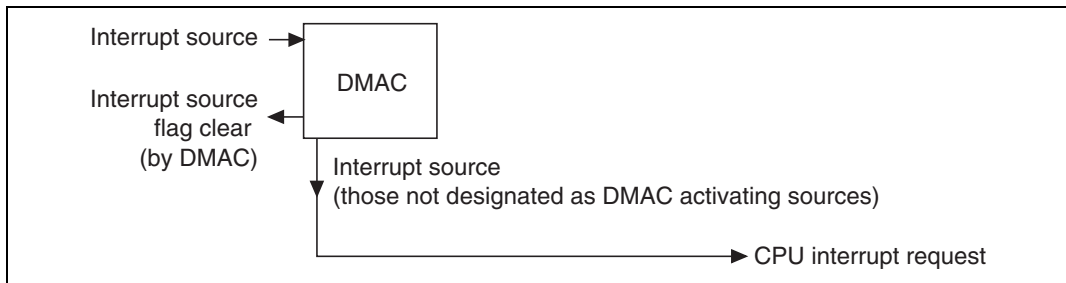 Interrupt source
DMAC
Interrupt source
flag clear
(by DMAC)
Interrupt source
(those not designated as DMAC activating sources)
CPU interrupt request